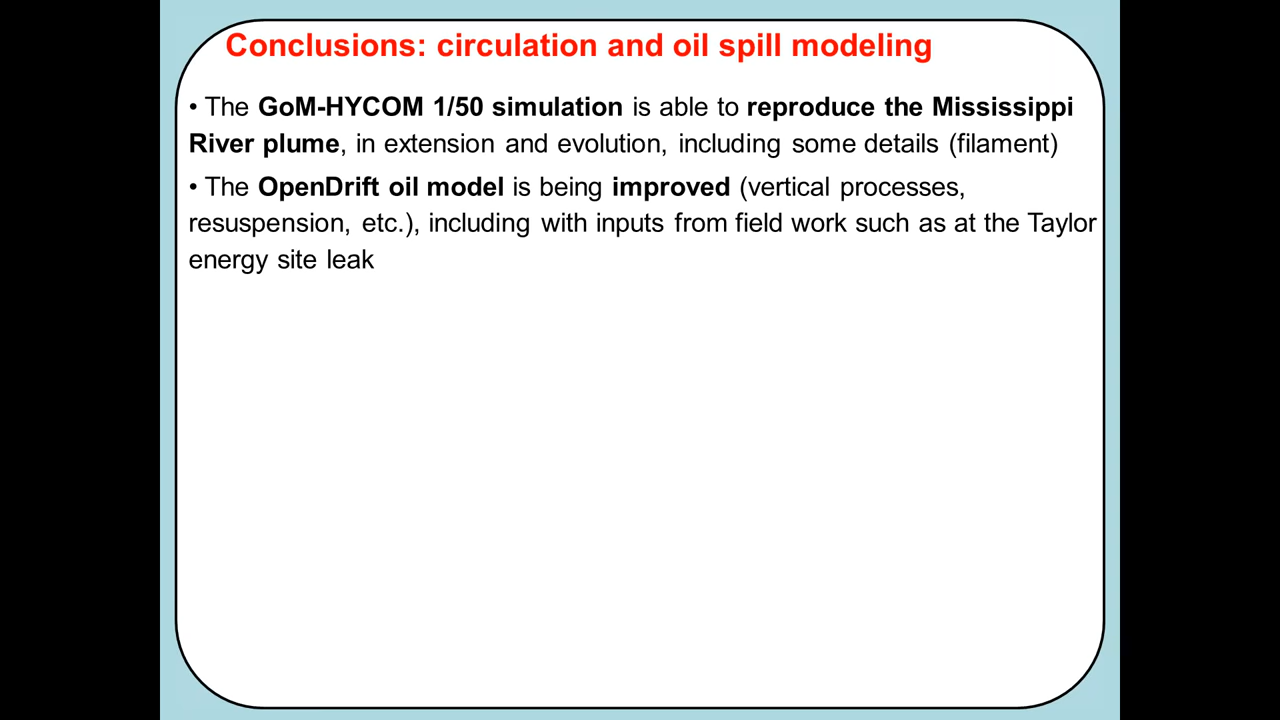 Conclusions: circulation and oil spill modeling
• The GoM-HYCOM 1/50 simulation is able to reproduce the Mississippi
River plume, in extension and evolution, including some details (filament)
• The OpenDrift oil model is being improved (vertical processes,
resuspension, etc.), including with inputs from field work such as at the Taylor
energy site leak